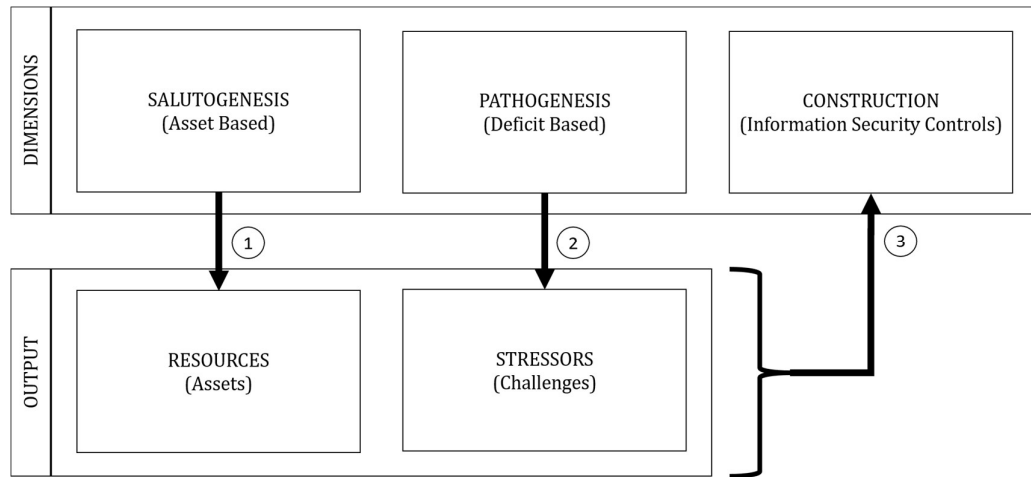 DIMENSIONS
SALUTOGENESIS
(Asset Based)
PATHOGENESIS
(Deficit Based)
CONSTRUCTION
(Information Security Controls)
1
2
3
OUTPUT
RESOURCES
(Assets)
STRESSORS
(Challenges)